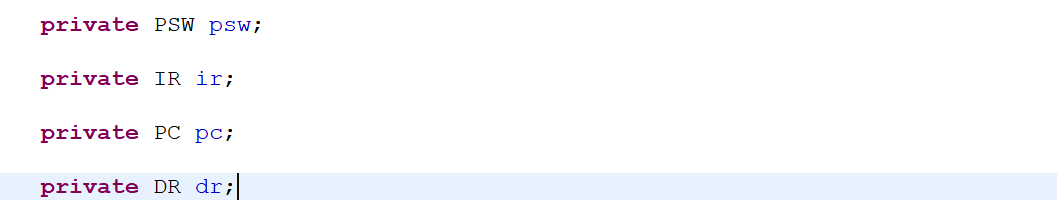 private PSW psw;
private IR ir;
private PC pc;
private DR dr;